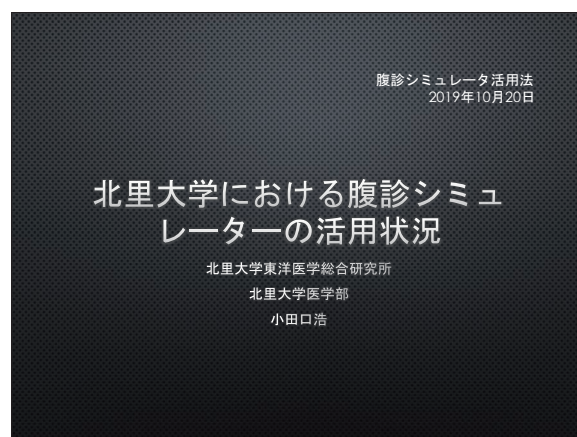 腹診シミュレータ活用法
2019年10月20日
北里大学における腹診シミュ
レーターの活用状況
北里大学東洋医学総合研究所
北里大学医学部
小田口浩